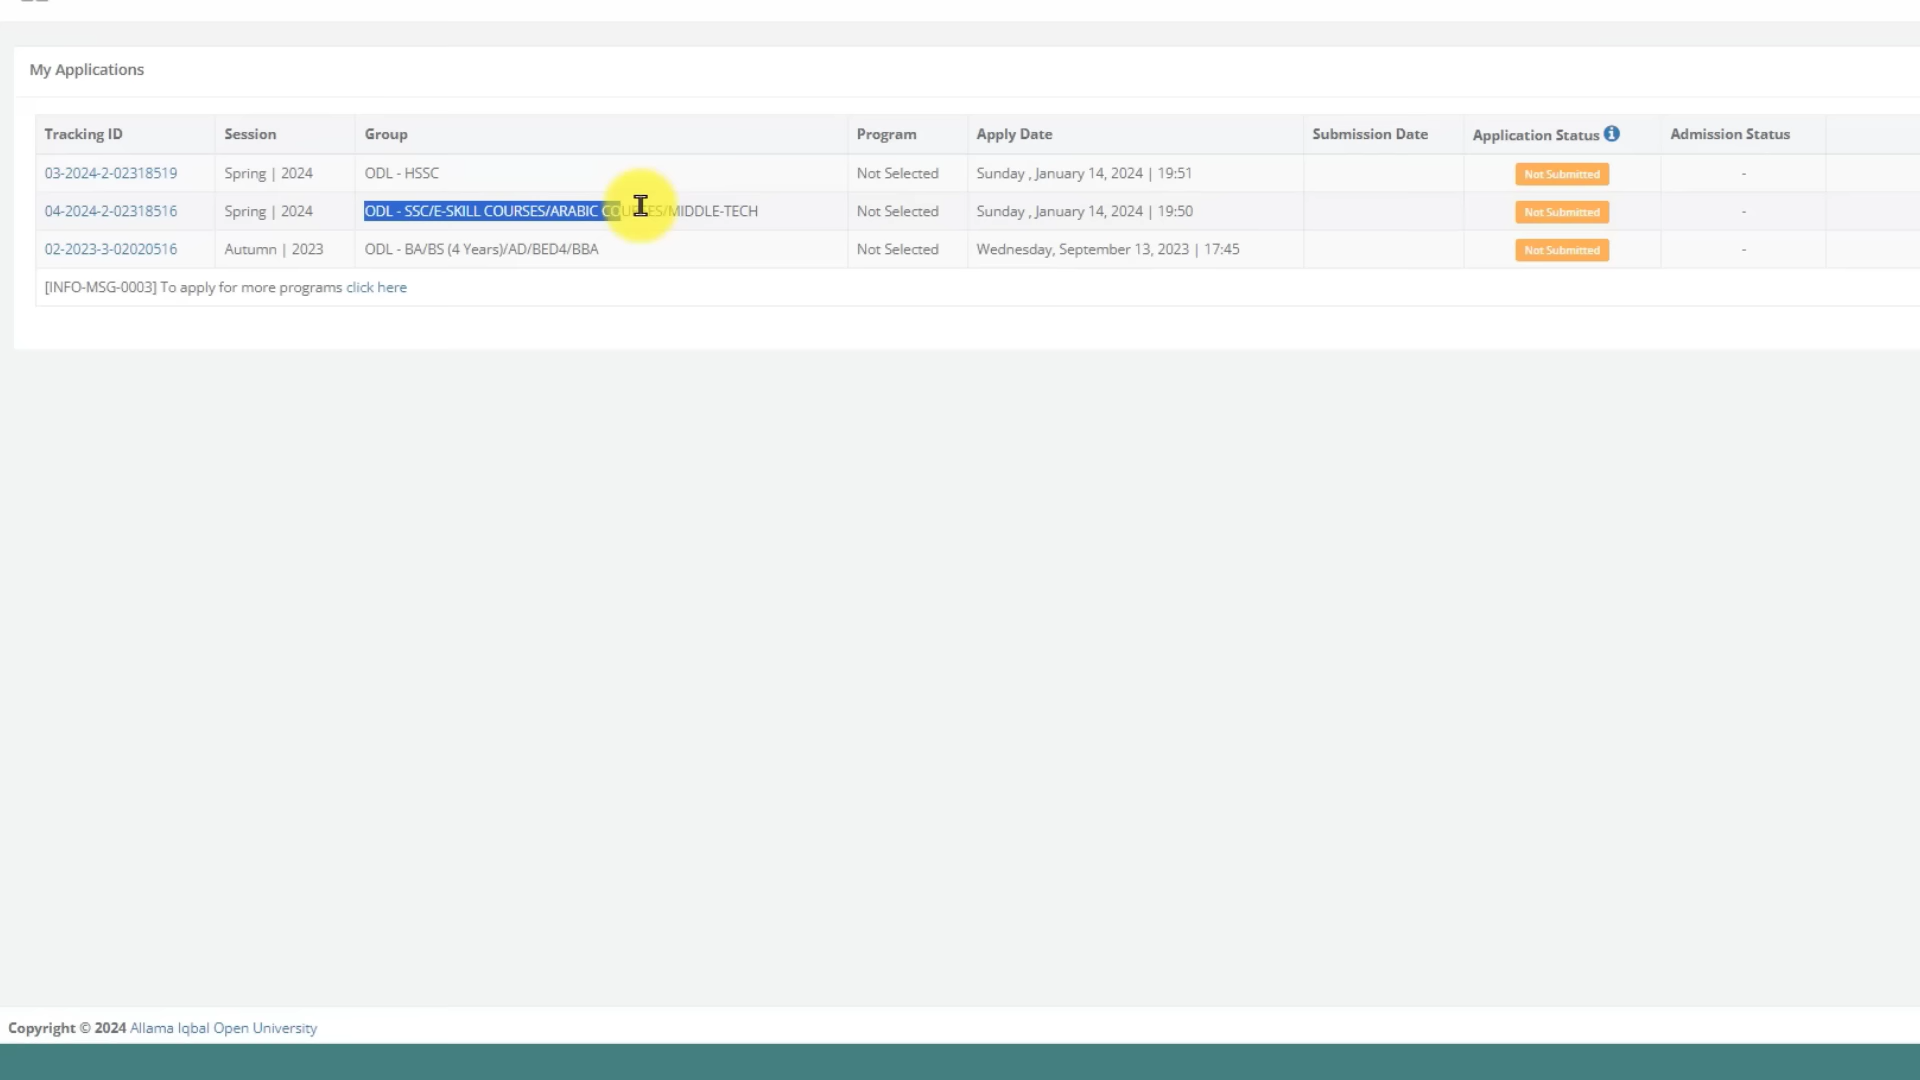 My Applications
Tracking ID Session Group Program Apply Date Submission Date Application Status Admission Status
03-2024-2-02318519 Spring | 2024 ODL - HSSC Not Selected Sunday , January 14, 2024 | 19:51 Not Submitted -
04-2024-2-02318516 Spring | 2024 ODL - SSC/E-SKILL COURSES/ARABIC COURSES/MIDDLE-TECH Not Selected Sunday , January 14, 2024 | 19:50 Not Submitted -
02-2023-3-02020516 Autumn | 2023 ODL - BA/BS (4 Years)/AD/BED4/BBA Not Selected Wednesday, September 13, 2023 | 17:45 Not Submitted -
[INFO-MSG-0003] To apply for more programs click here
Copyright © 2024 Allama Iqbal Open University